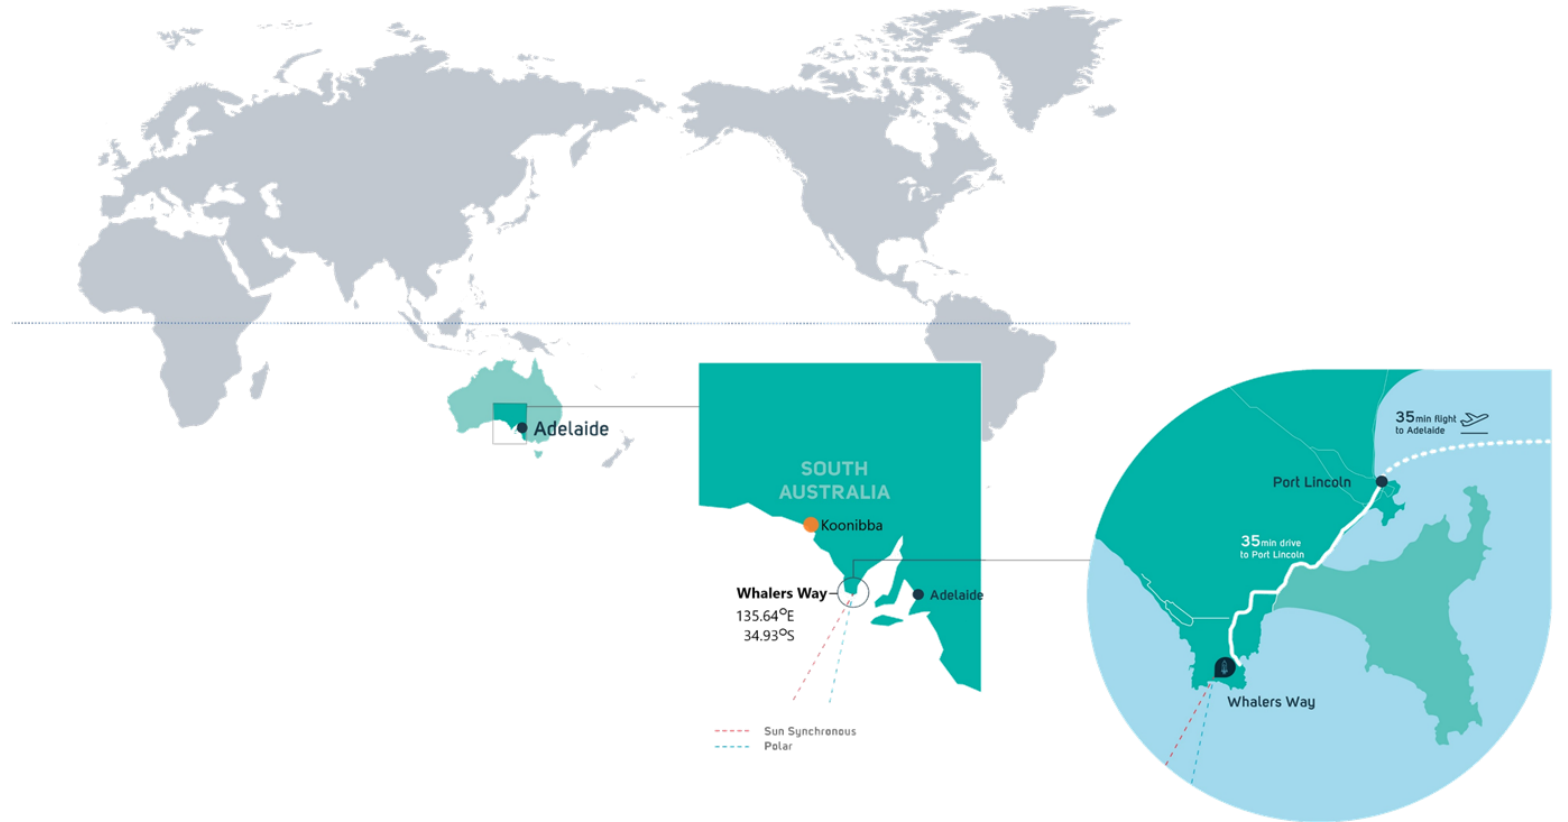 Adelaide
SOUTH
AUSTRALIA
Koonibba
Whalers Way
135.64°E
34.93°S
Adelaide
Sun Synchronous
Polar
35min flight
to Adelaide
Port Lincoln
35min drive
to Port Lincoln
Whalers Way